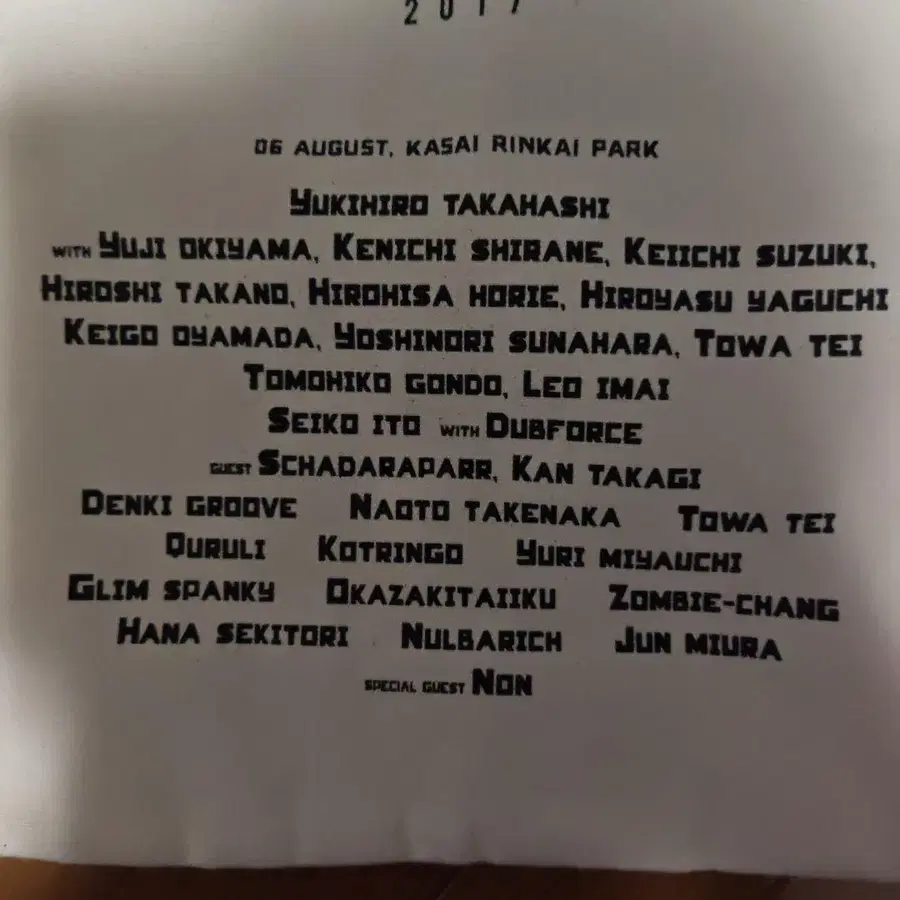 2017
06 AUGUST, KASAI RINKAI PARK
YUKIHIRO TAKAHASHI
WITH YUJI OKIYAMA, KENICHI SHIRANE, KEIICHI SUZUKI,
HIROSHI TAKANO, HIROHISA HORIE, HIROYASU YAGUCHI
KEIGO OYAMADA, YOSHINORI SUNAHARA, TOWA TEI
TOMOHIKO GONDO, LEO IMAI
SEIKO ITO WITH DUBFORCE
GUEST SCHADARAPARR, KAN TAKAGI
DENKI GROOVE NAOTO TAKENAKA TOWA TEI
QURULI KOTRINGO YURI MIYAUCHI
GLIM SPANKY OKAZAKITAIIKU ZOMBIE-CHANG
HANA SEKITORI NULBARICH JUN MIURA
SPECIAL GUEST NON